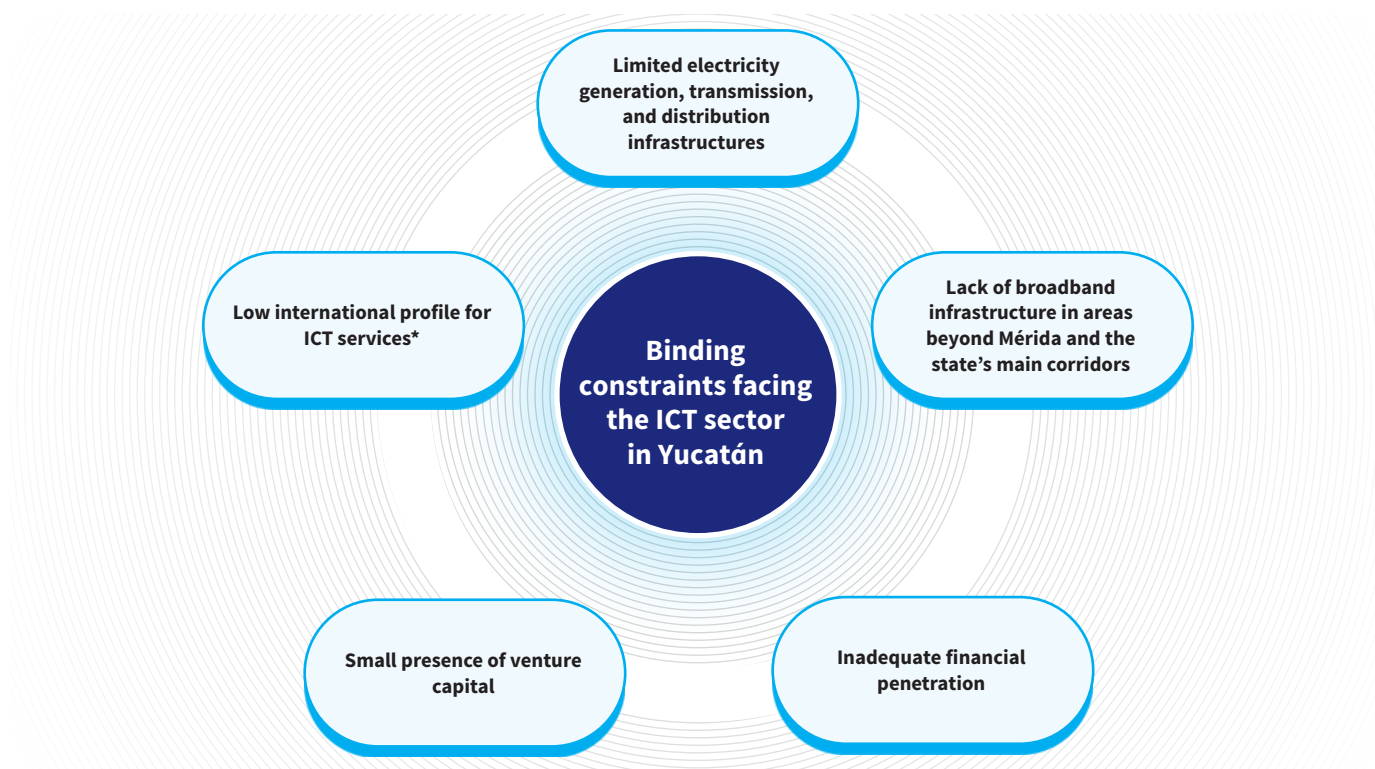 Limited electricity
generation, transmission,
and distribution
infrastructures
Low international profile for
ICT services*
Lack of broadband
infrastructure in areas
beyond Mérida and the
state’s main corridors
Binding
constraints facing
the ICT sector
in Yucatán
Small presence of venture
capital
Inadequate financial
penetration